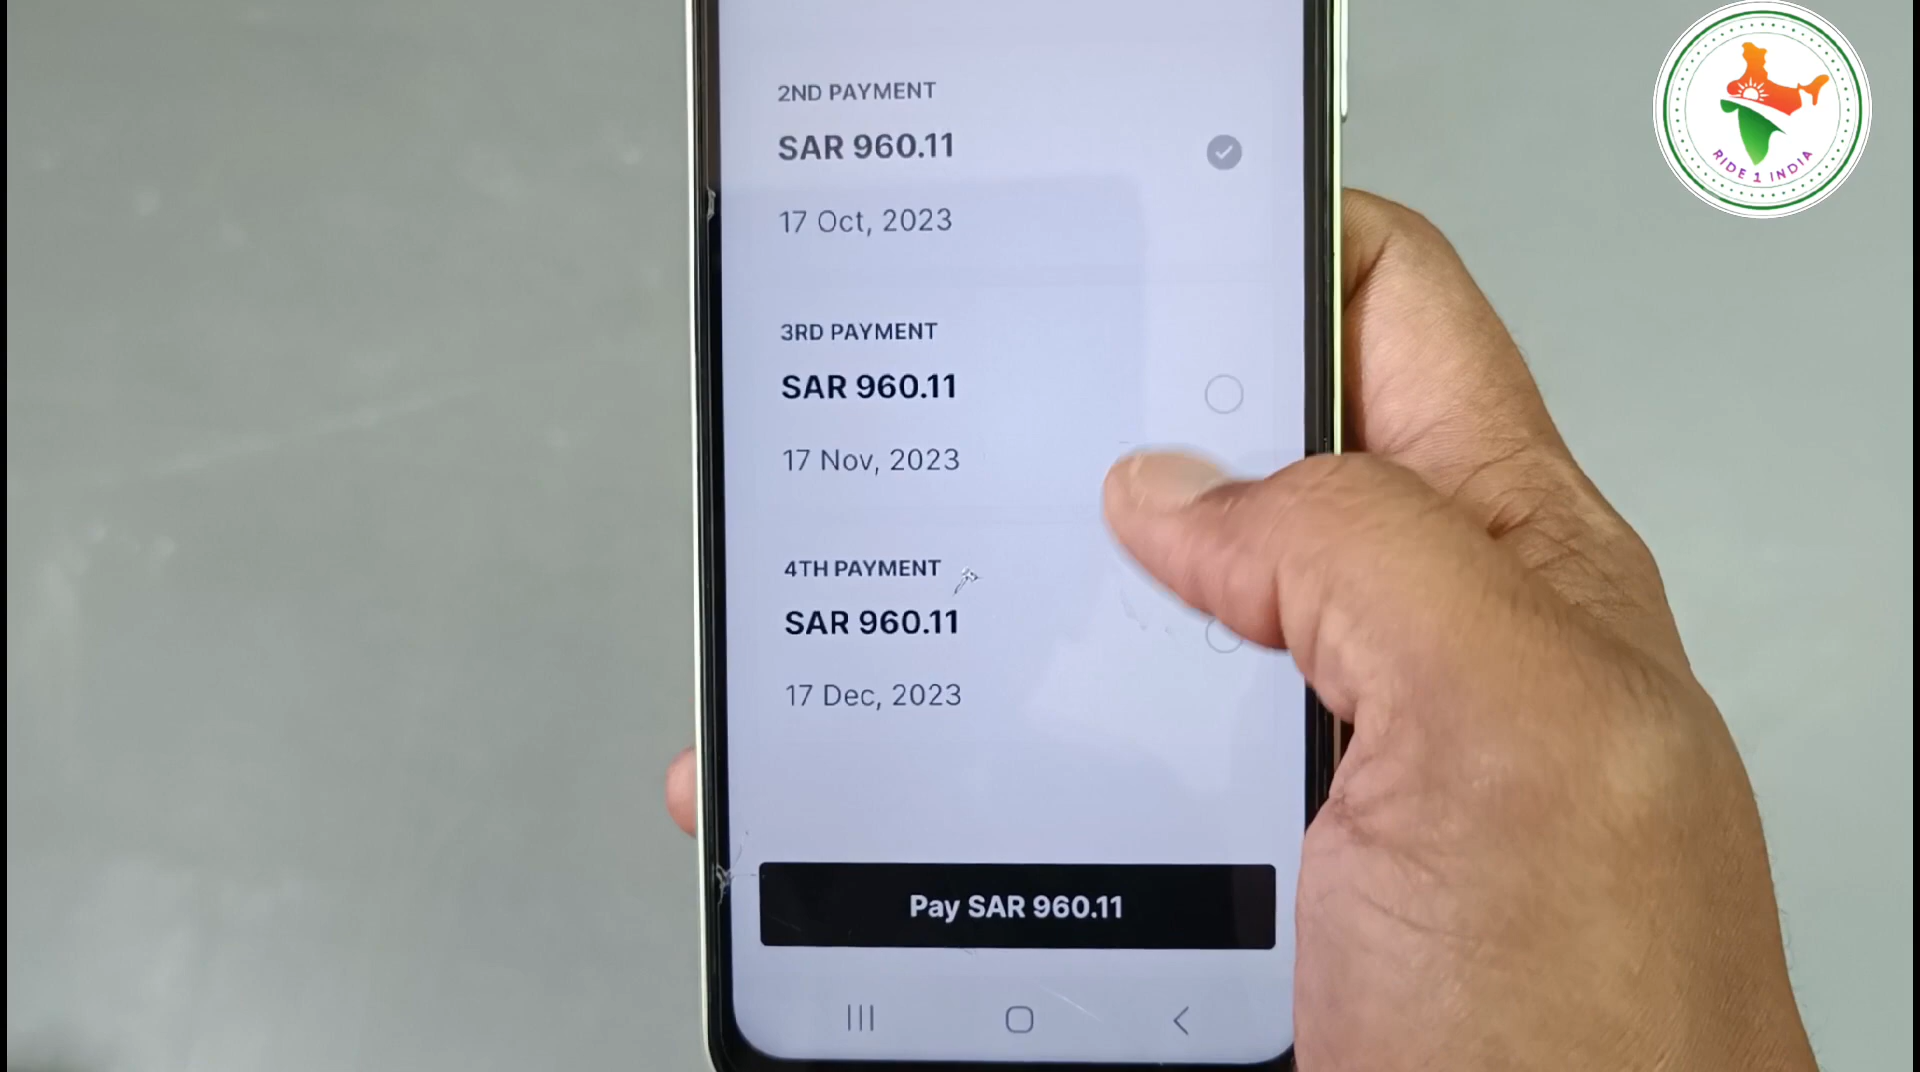 2ND PAYMENT
SAR 960.11
17 Oct, 2023
3RD PAYMENT
SAR 960.11
17 Nov, 2023
4TH PAYMENT
SAR 960.11
17 Dec, 2023
Pay SAR 960.11
RIDE 1 INDIA